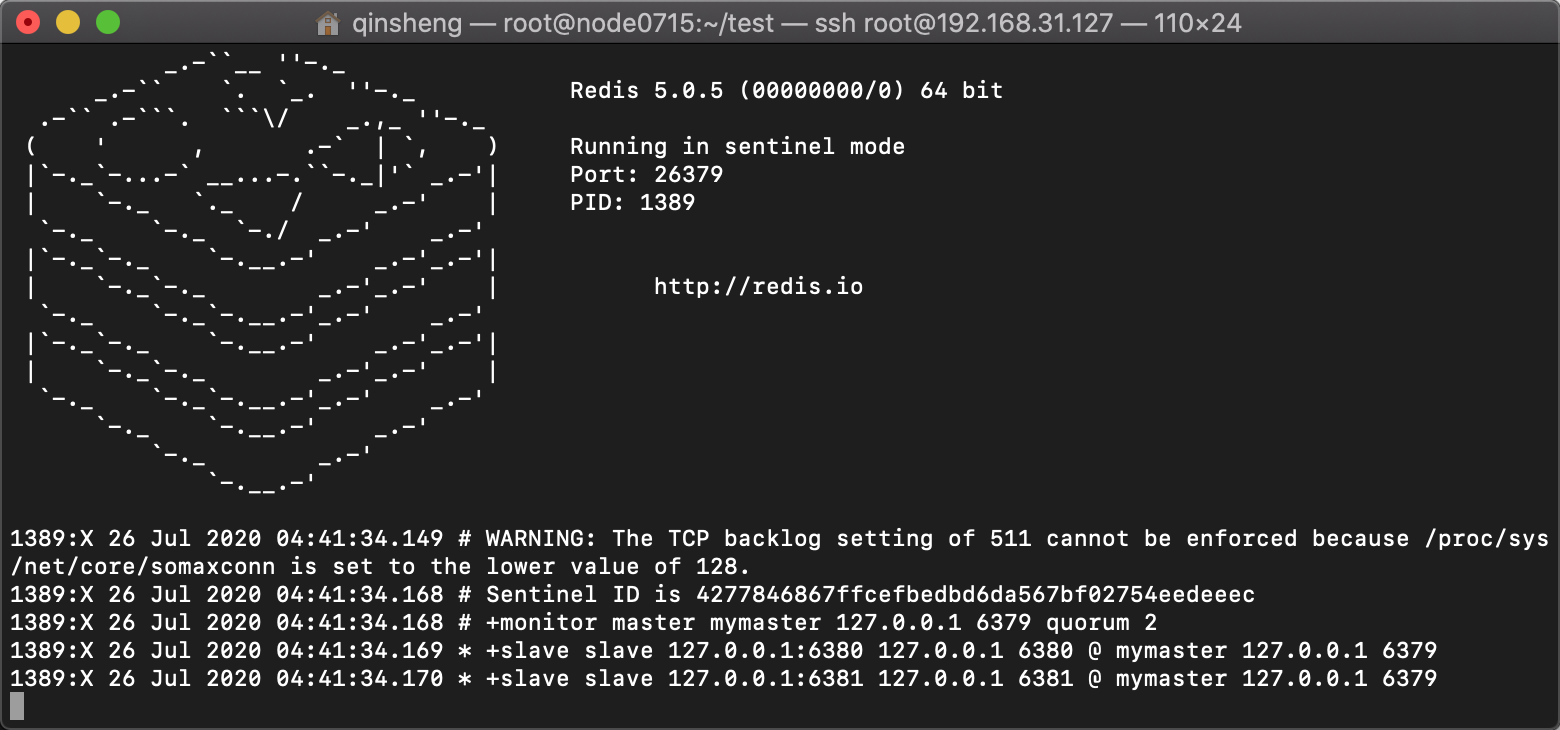 qinsheng — root@node0715:~/test — ssh root@192.168.31.127 — 110×24
Redis 5.0.5 (00000000/0) 64 bit
Running in sentinel mode
Port: 26379
PID: 1389
http://redis.io
1389:X 26 Jul 2020 04:41:34.149 # WARNING: The TCP backlog setting of 511 cannot be enforced because /proc/sys
/net/core/somaxconn is set to the lower value of 128.
1389:X 26 Jul 2020 04:41:34.168 # Sentinel ID is 4277846867ffcefbedbd6da567bf02754eedeeec
1389:X 26 Jul 2020 04:41:34.168 # +monitor master mymaster 127.0.0.1 6379 quorum 2
1389:X 26 Jul 2020 04:41:34.169 * +slave slave 127.0.0.1:6380 127.0.0.1 6380 @ mymaster 127.0.0.1 6379
1389:X 26 Jul 2020 04:41:34.170 * +slave slave 127.0.0.1:6381 127.0.0.1 6381 @ mymaster 127.0.0.1 6379